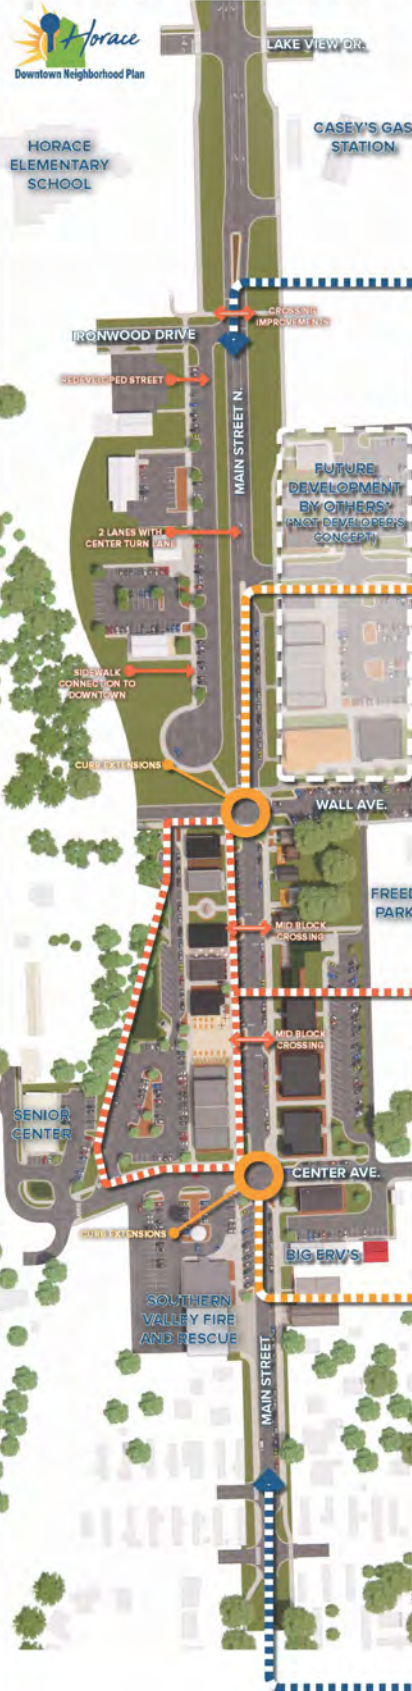 Horace
Downtown Neighborhood Plan
LAKE VIEW DR.
CASEY'S GAS
STATION
HORACE
ELEMENTARY
SCHOOL
CROSSING
IMPROVEMENTS
IRONWOOD DRIVE
REDEVELOPED STREET
MAIN STREET N.
FUTURE
DEVELOPMENT
BY OTHERS*
(*NOT DEVELOPER'S
CONCEPT)
2 LANES WITH
CENTER TURN LANE
SIDEWALK
CONNECTION TO
DOWNTOWN
CURB EXTENSIONS
WALL AVE.
FREED
PARK
MID BLOCK
CROSSING
MID BLOCK
CROSSING
SENIOR
CENTER
CENTER AVE.
CURB EXTENSIONS
BIG ERV'S
SOUTHERN
VALLEY FIRE
AND RESCUE
MAIN STREET